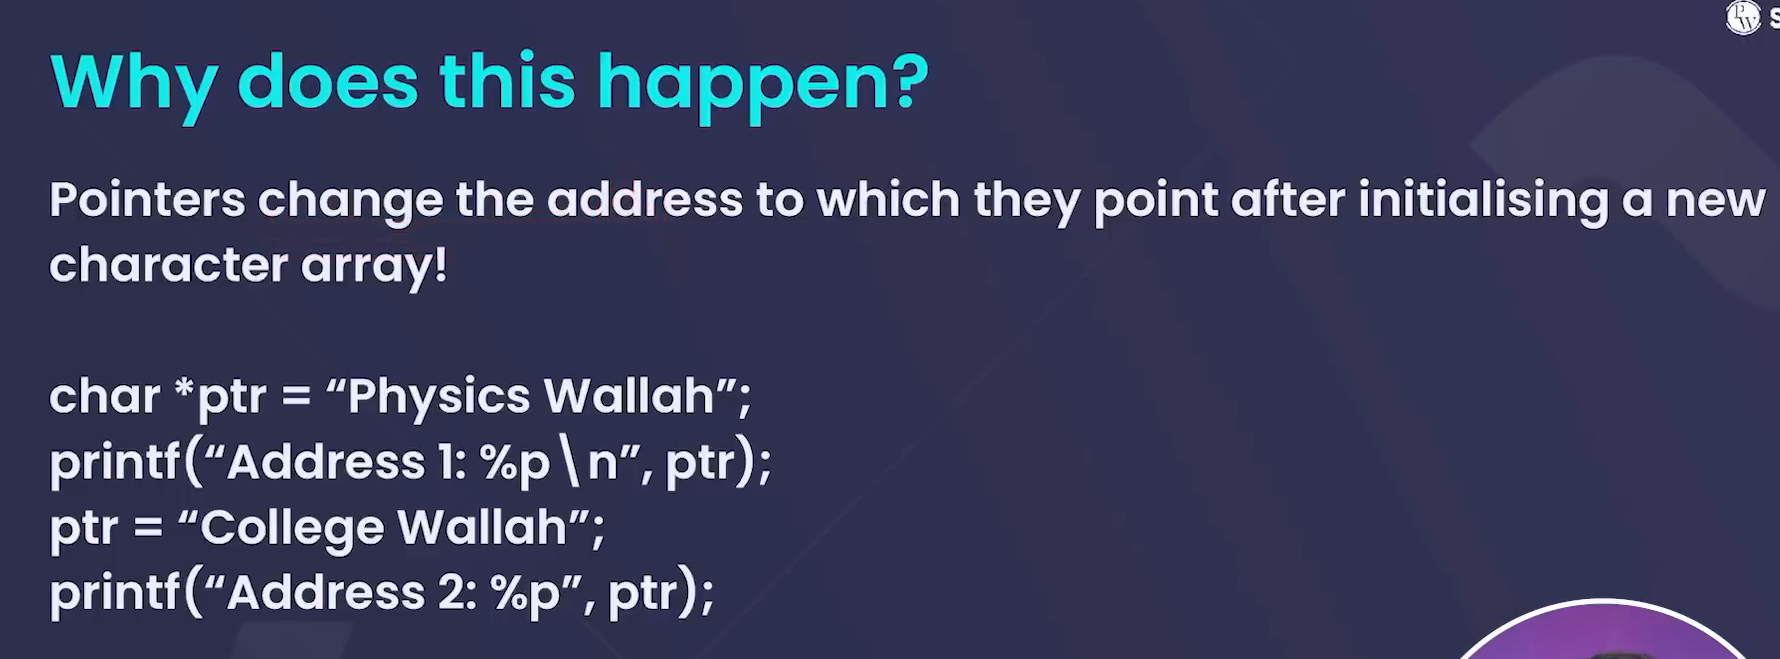 PW S
Why does this happen?
Pointers change the address to which they point after initialising a new
character array!
char *ptr = “Physics Wallah”;
printf(“Address 1: %p\n”, ptr);
ptr = “College Wallah”;
printf(“Address 2: %p”, ptr);